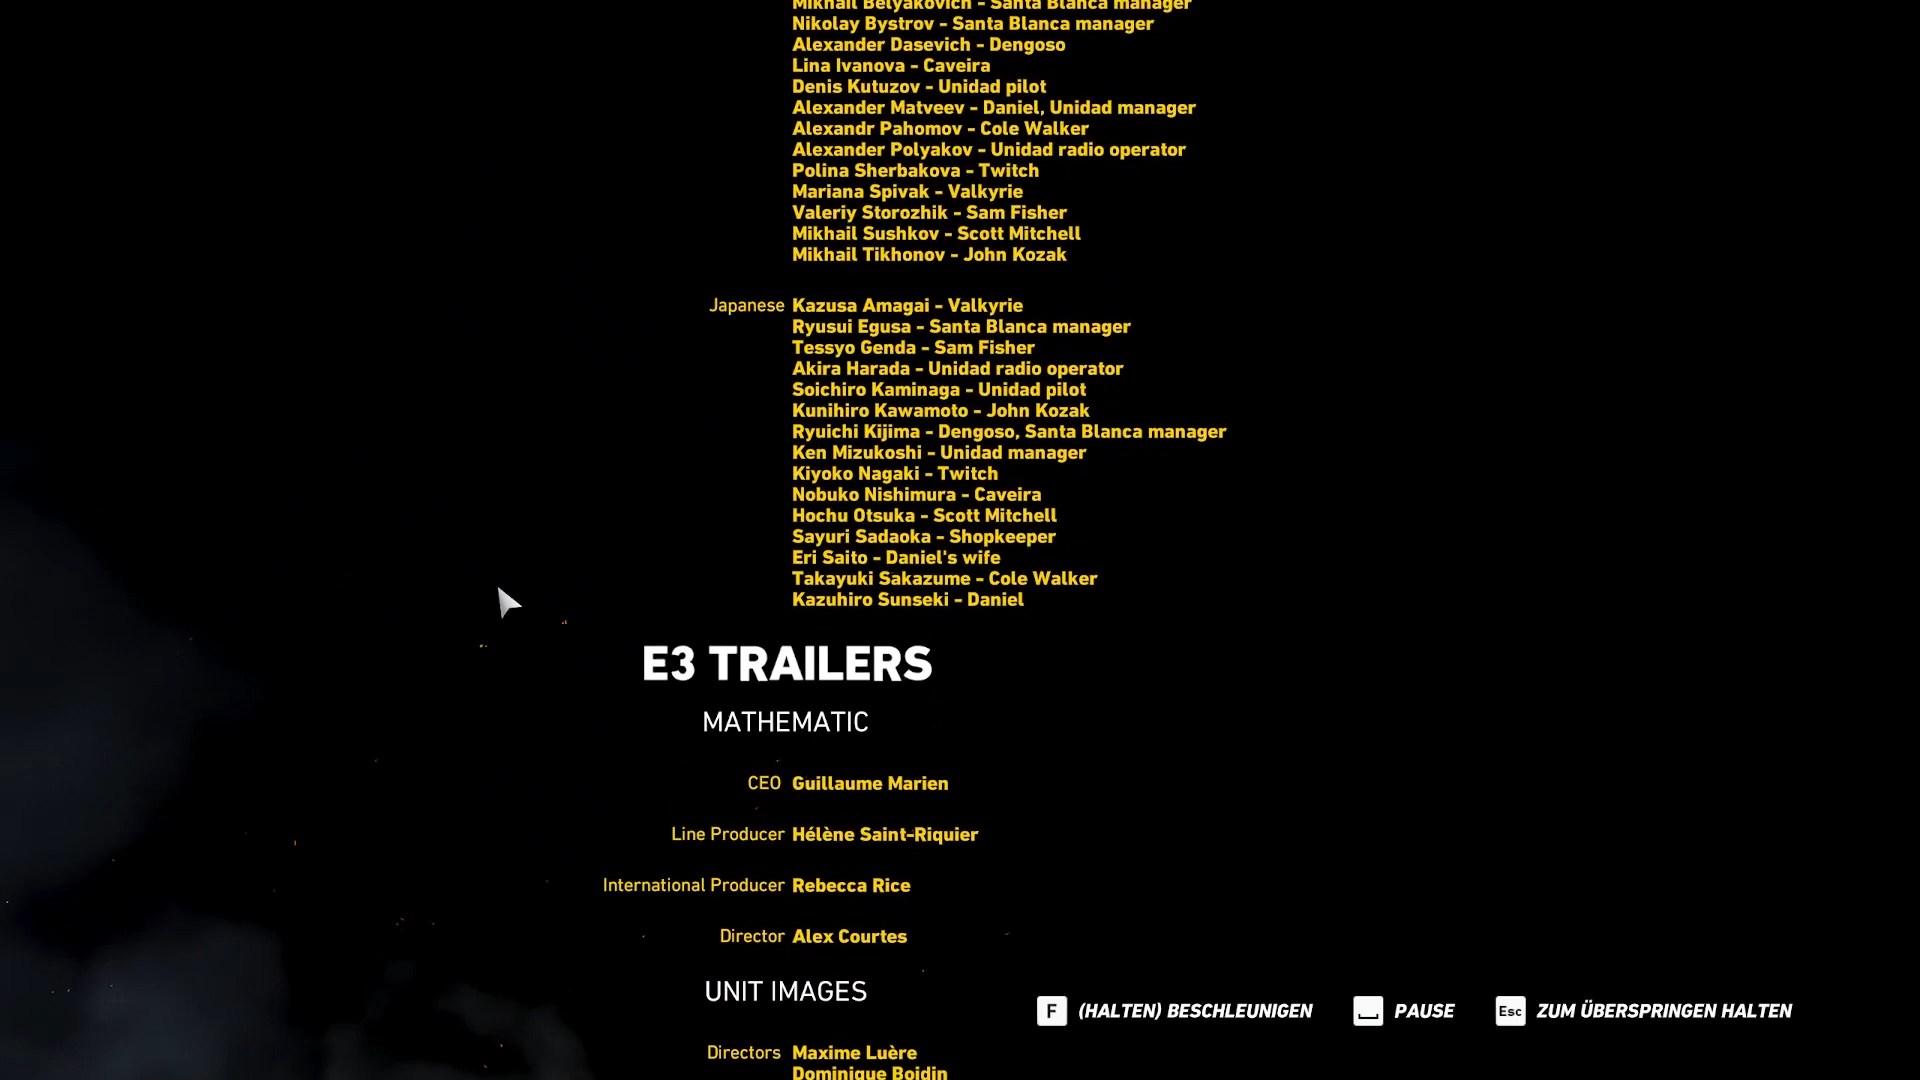 Mikhail Belyakovich - Santa Blanca manager
Nikolay Bystrov - Santa Blanca manager
Alexander Dasevich - Dengoso
Lina Ivanova - Caveira
Denis Kutuzov - Unidad pilot
Alexander Matveev - Daniel, Unidad manager
Alexandr Pahomov - Cole Walker
Alexander Polyakov - Unidad radio operator
Polina Sherbakova - Twitch
Mariana Spivak - Valkyrie
Valeriy Storozhik - Sam Fisher
Mikhail Sushkov - Scott Mitchell
Mikhail Tikhonov - John Kozak
Japanese Kazusa Amagai - Valkyrie
Ryusui Egusa - Santa Blanca manager
Tessyo Genda - Sam Fisher
Akira Harada - Unidad radio operator
Soichiro Kaminaga - Unidad pilot
Kunihiro Kawamoto - John Kozak
Ryuichi Kijima - Dengoso, Santa Blanca manager
Ken Mizukoshi - Unidad manager
Kiyoko Nagaki - Twitch
Nobuko Nishimura - Caveira
Hochu Otsuka - Scott Mitchell
Sayuri Sadaoka - Shopkeeper
Eri Saito - Daniel's wife
Takayuki Sakazume - Cole Walker
Kazuhiro Sunseki - Daniel
E3 TRAILERS
MATHEMATIC
CEO Guillaume Marien
Line Producer Hélène Saint-Riquier
International Producer Rebecca Rice
Director Alex Courtes
UNIT IMAGES
Directors Maxime Luère
Dominique Boidin
F (HALTEN) BESCHLEUNIGEN PAUSE Esc ZUM ÜBERSPRINGEN HALTEN